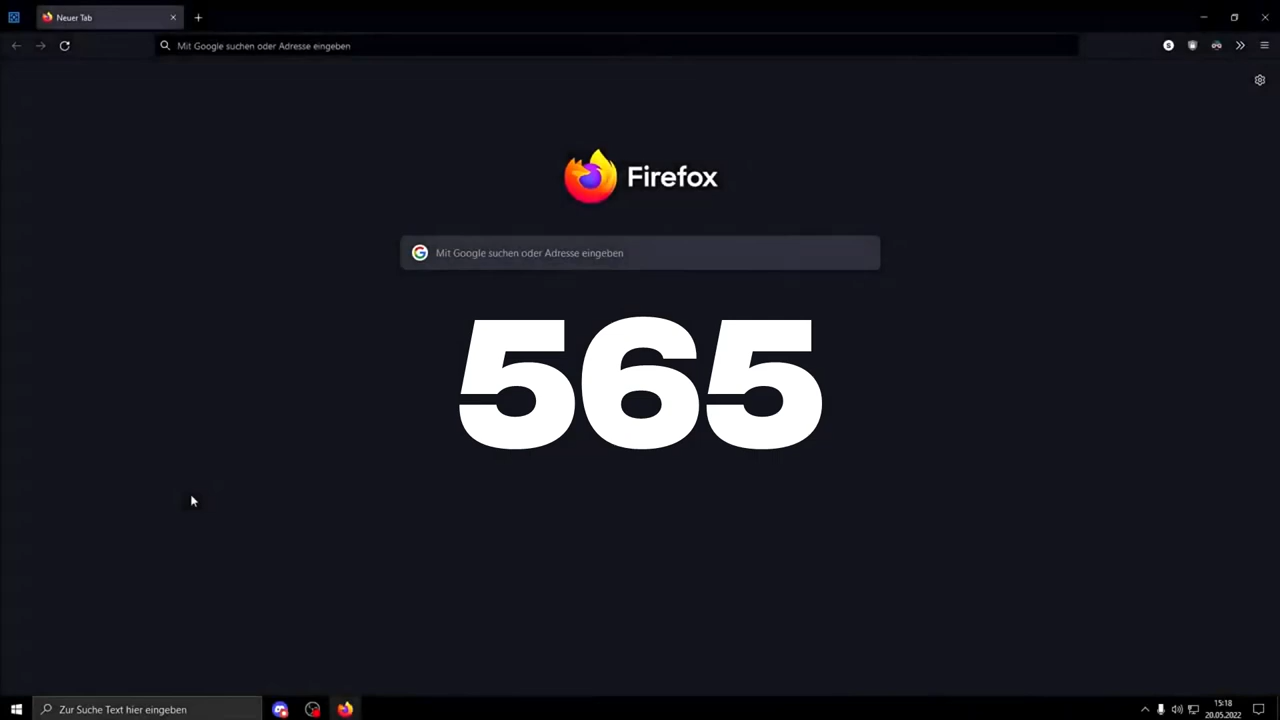 Neuer Tab
Mit Google suchen oder Adresse eingeben
Firefox
Mit Google suchen oder Adresse eingeben
565
Zur Suche Text hier eingeben
15:18
20.05.2022